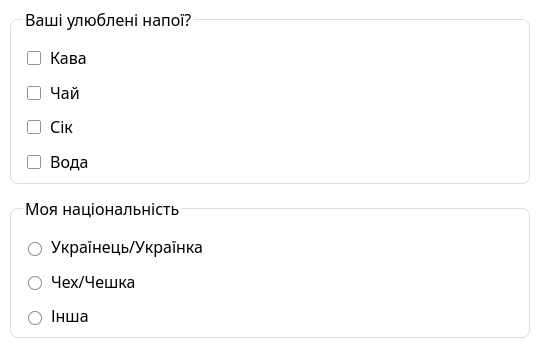 Ваші улюблені напої?
Кава
Чай
Сік
Вода
Моя національність
Українець/Українка
Чех/Чешка
Інша